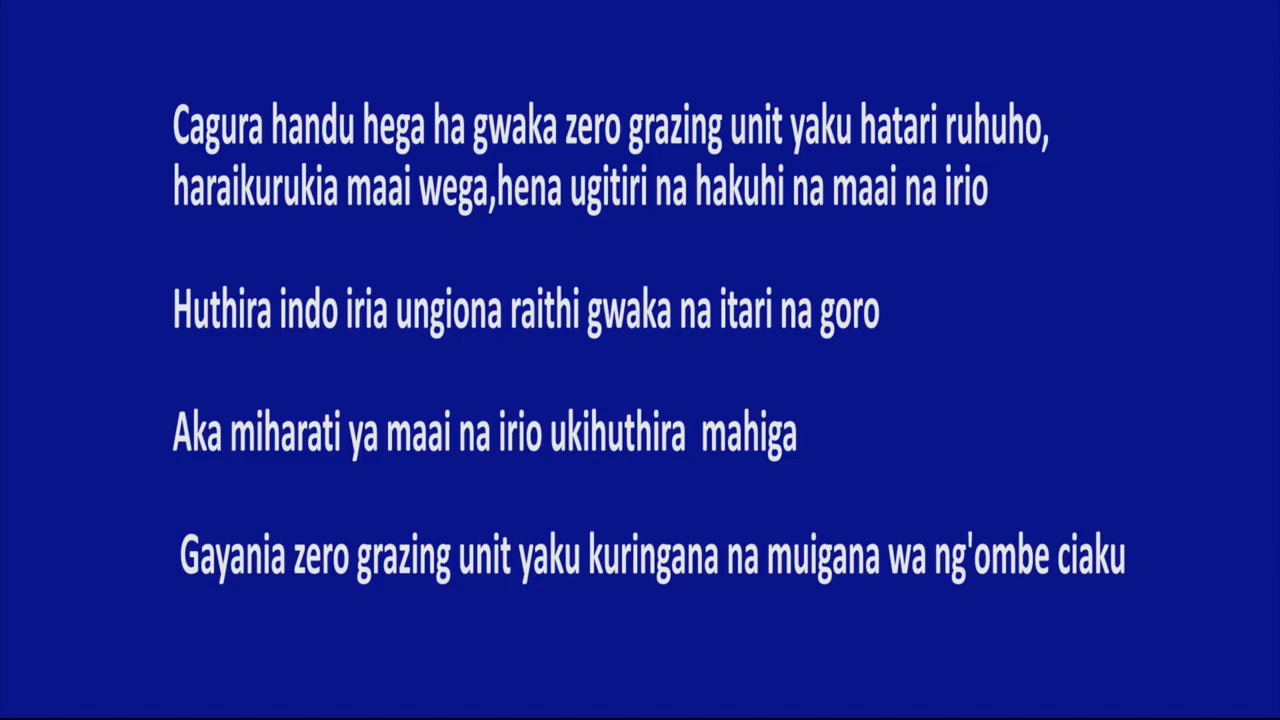 Cagura handu hega ha gwaka zero grazing unit yaku hatari ruhuho,
haraikurukia maai wega,hena ugitiri na hakuhi na maai na irio
Huthira indo iria ungiona raithi gwaka na itari na goro
Aka miharati ya maai na irio ukihuthira mahiga
Gayania zero grazing unit yaku kuringana na muigana wa ng'ombe ciaku